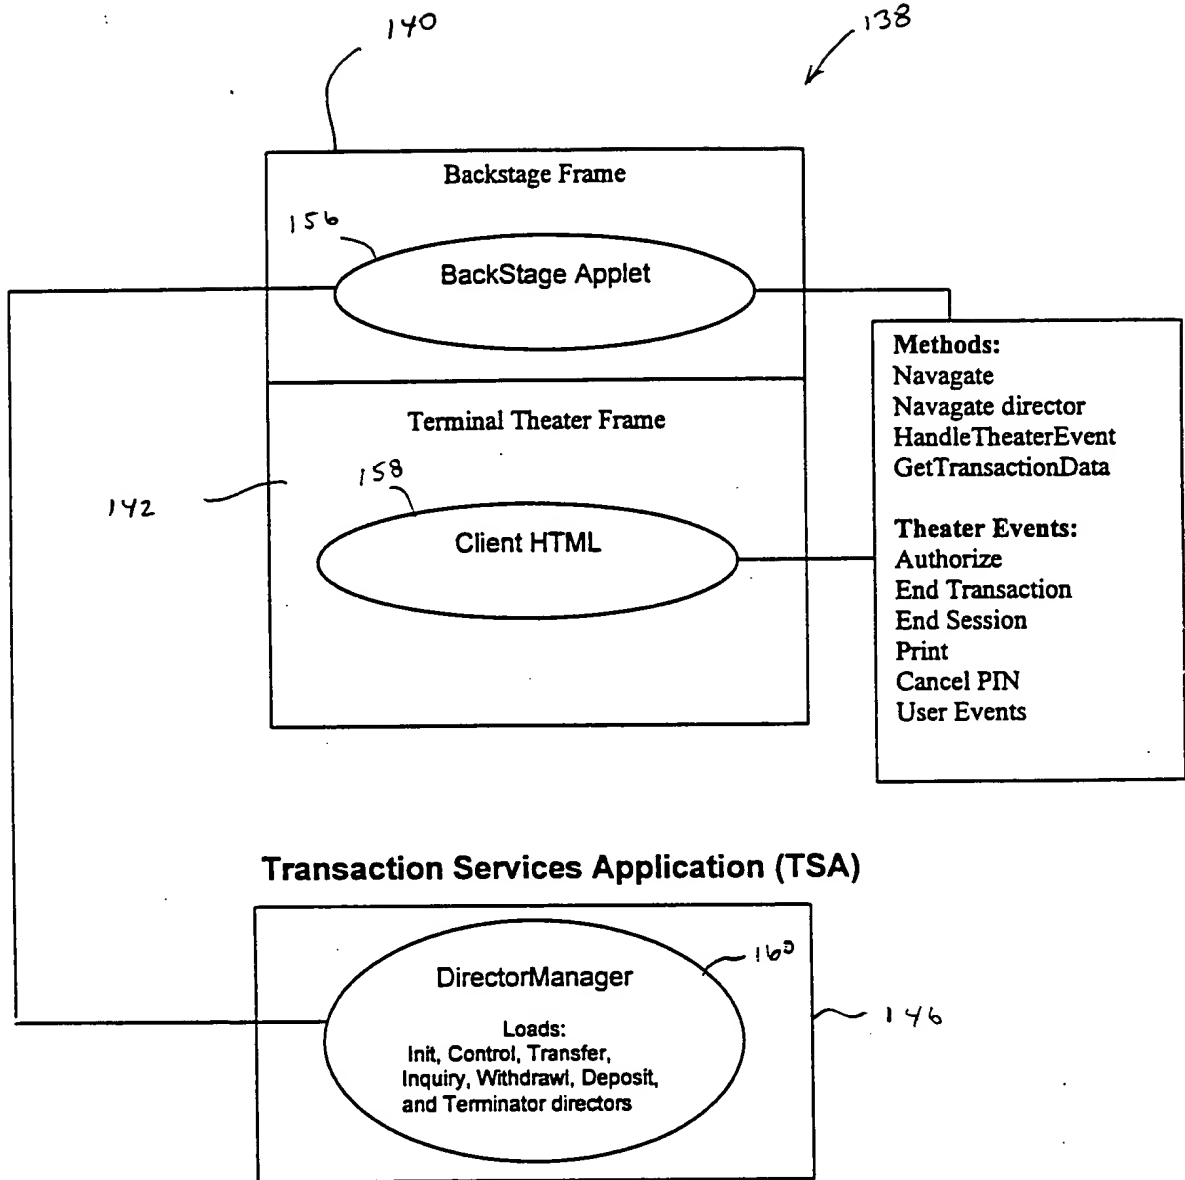 140
138
Backstage Frame
156
BackStage Applet
Methods:
Navagate
Navagate director
HandleTheaterEvent
GetTransactionData
Theater Events:
Authorize
End Transaction
End Session
Print
Cancel PIN
User Events
Terminal Theater Frame
158
142
Client HTML
Transaction Services Application (TSA)
DirectorManager
160
146
Loads:
Init, Control, Transfer,
Inquiry, Withdrawl, Deposit,
and Terminator directors